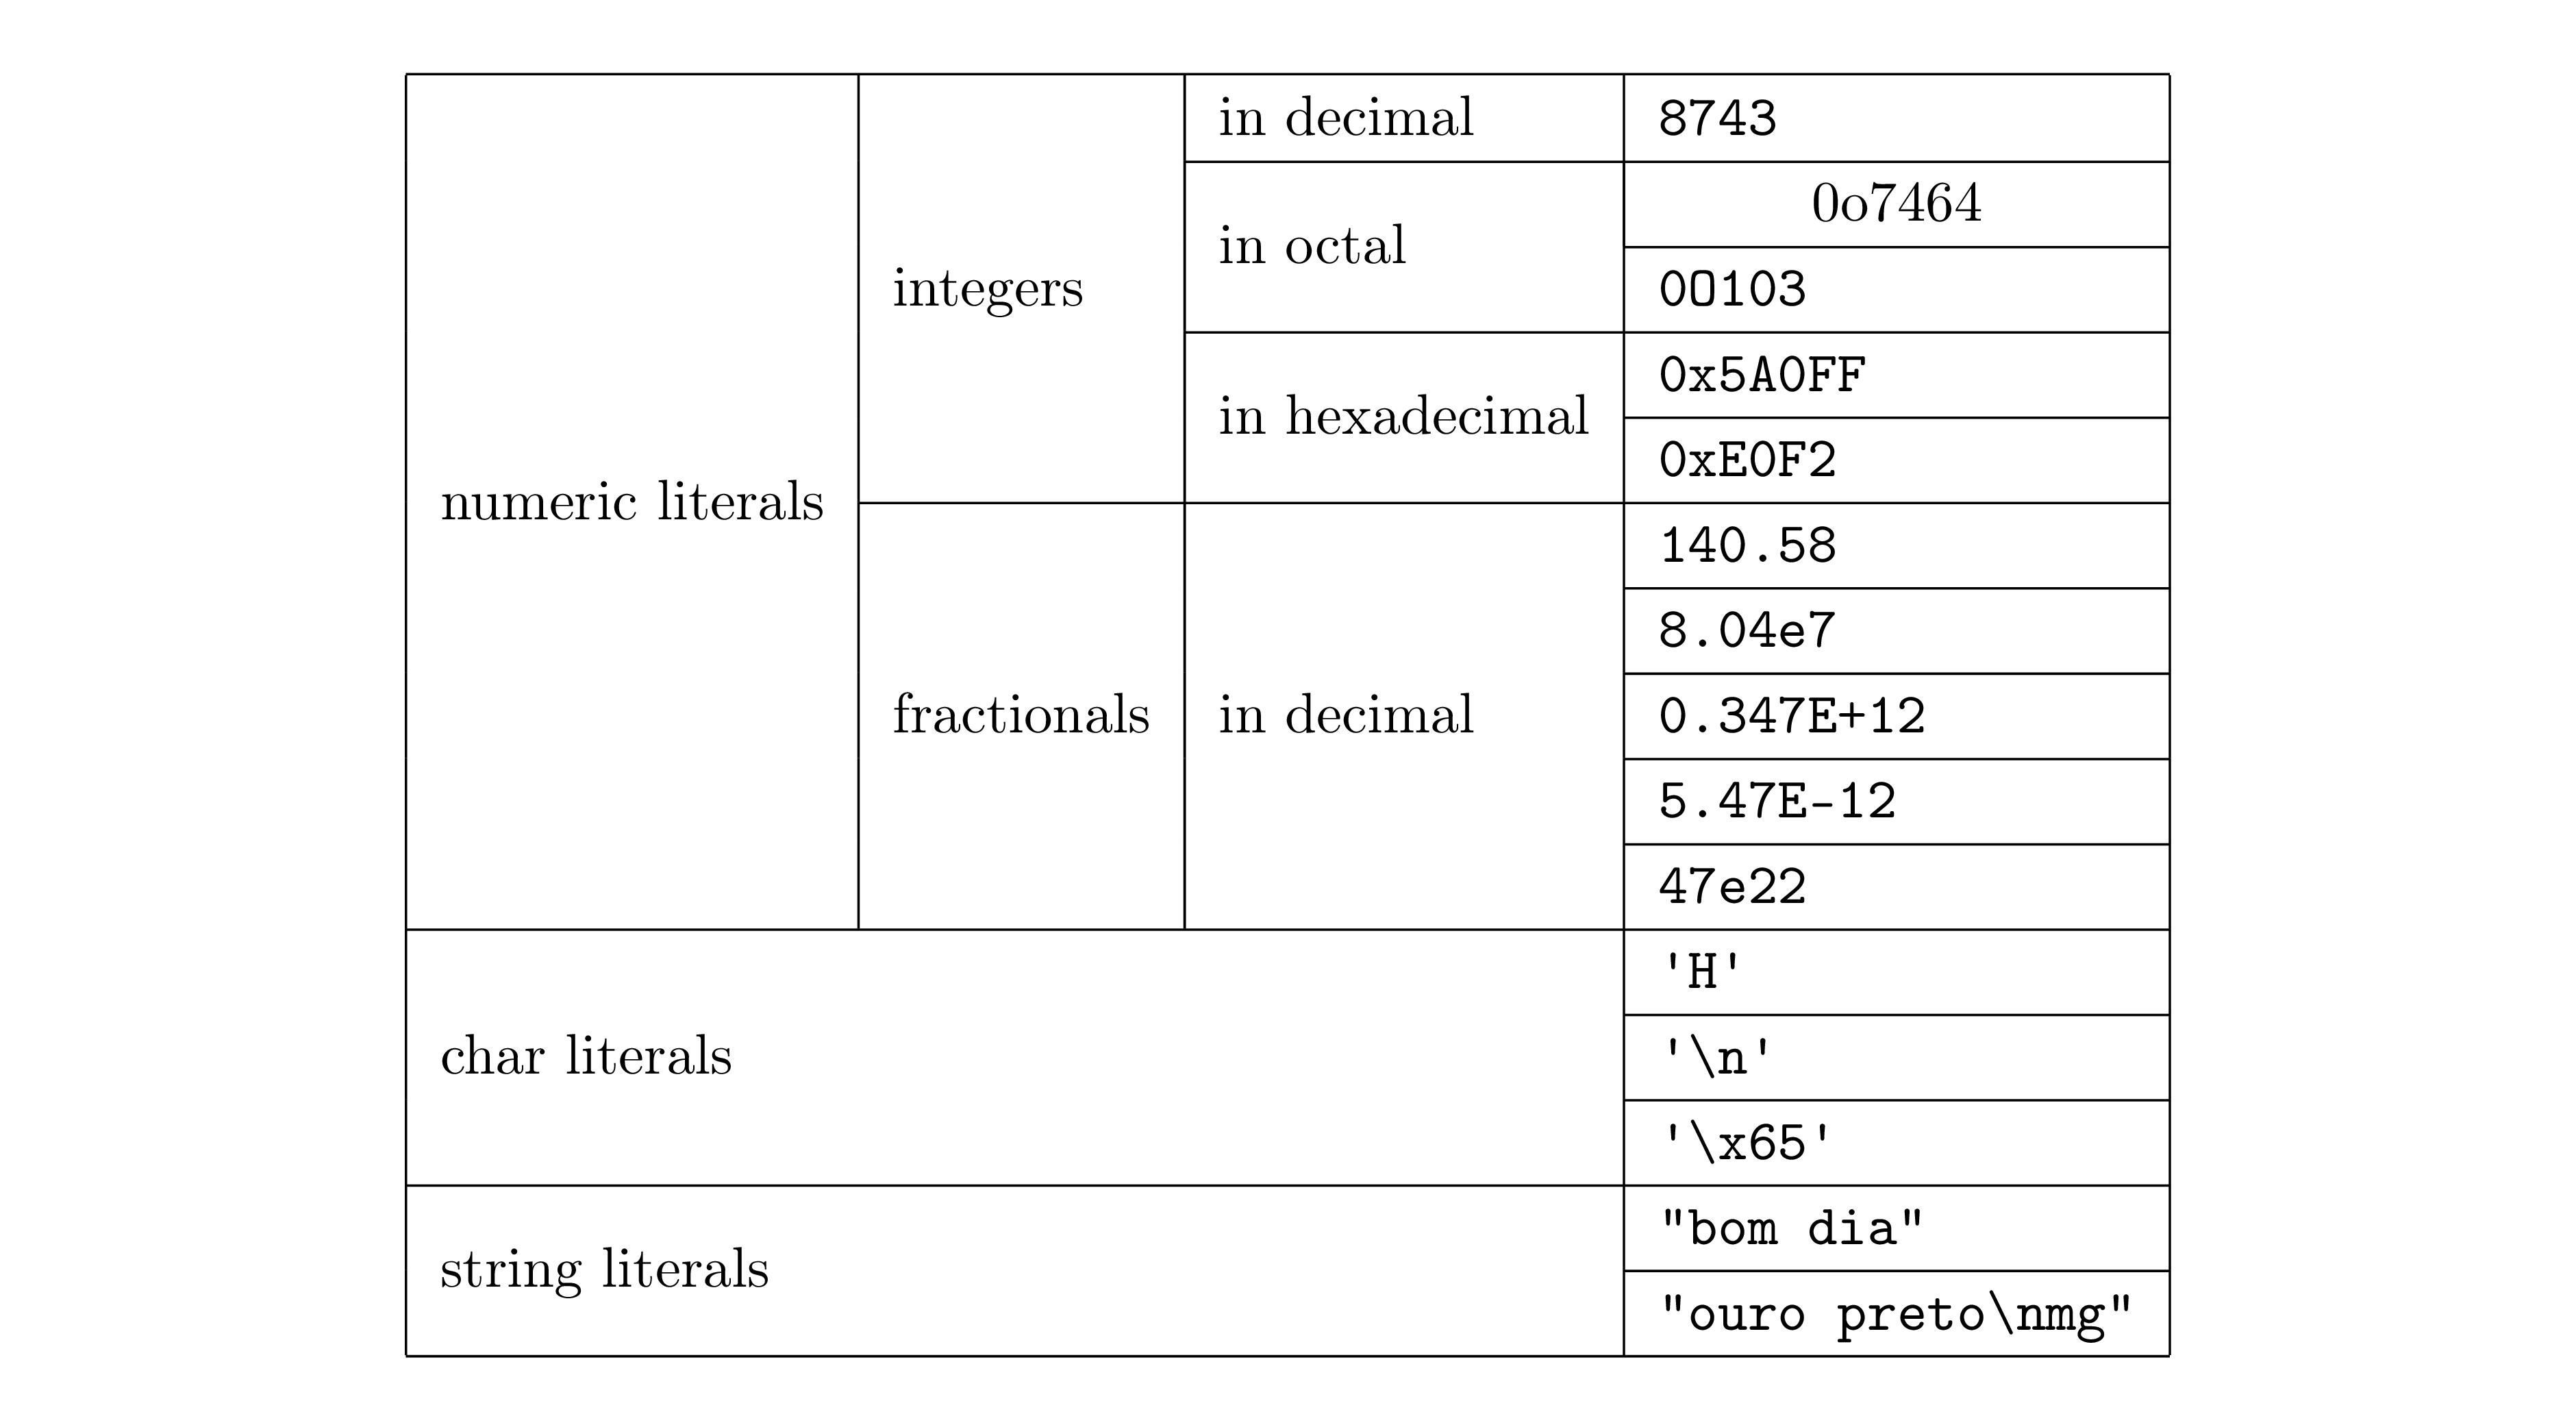 numeric literals
integers
in decimal
8743
in octal
0o7464
0O103
in hexadecimal
0x5A0FF
0xE0F2
fractionals
in decimal
140.58
8.04e7
0.347E+12
5.47E-12
47e22
char literals
'H'
'\n'
'\x65'
string literals
"bom dia"
"ouro preto\nmg"